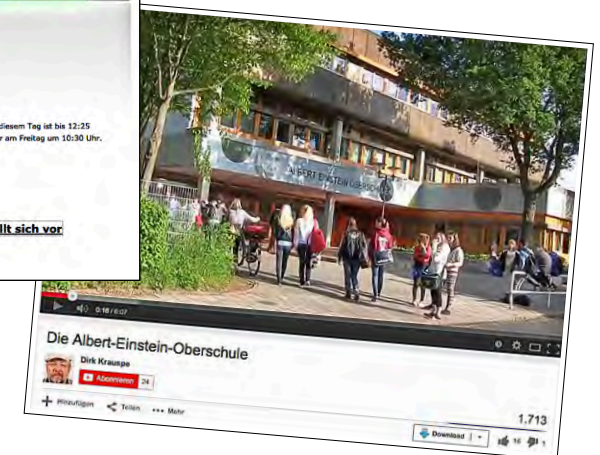 diesem Tag ist bis 12:25
r am Freitag um 10:30 Uhr.
llt sich vor
ALBERT EINSTEIN OBERSCHULE
0:16 / 6:07
Die Albert-Einstein-Oberschule
Dirk Krauspe
Abonnieren 24
Hinzufügen Teilen Mehr
1.713
Download 16 1